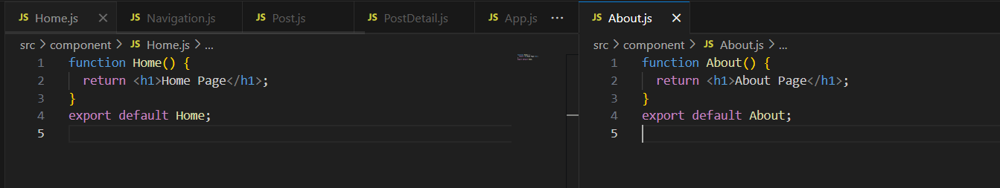 JS Home.js × JS Navigation.js JS Post.js JS PostDetail.js JS App.js ...
src > component > JS Home.js > ...
1 function Home() {
2 return <h1>Home Page</h1>;
3 }
4 export default Home;
5
JS About.js ×
src > component > JS About.js > ...
1 function About() {
2 return <h1>About Page</h1>;
3 }
4 export default About;
5